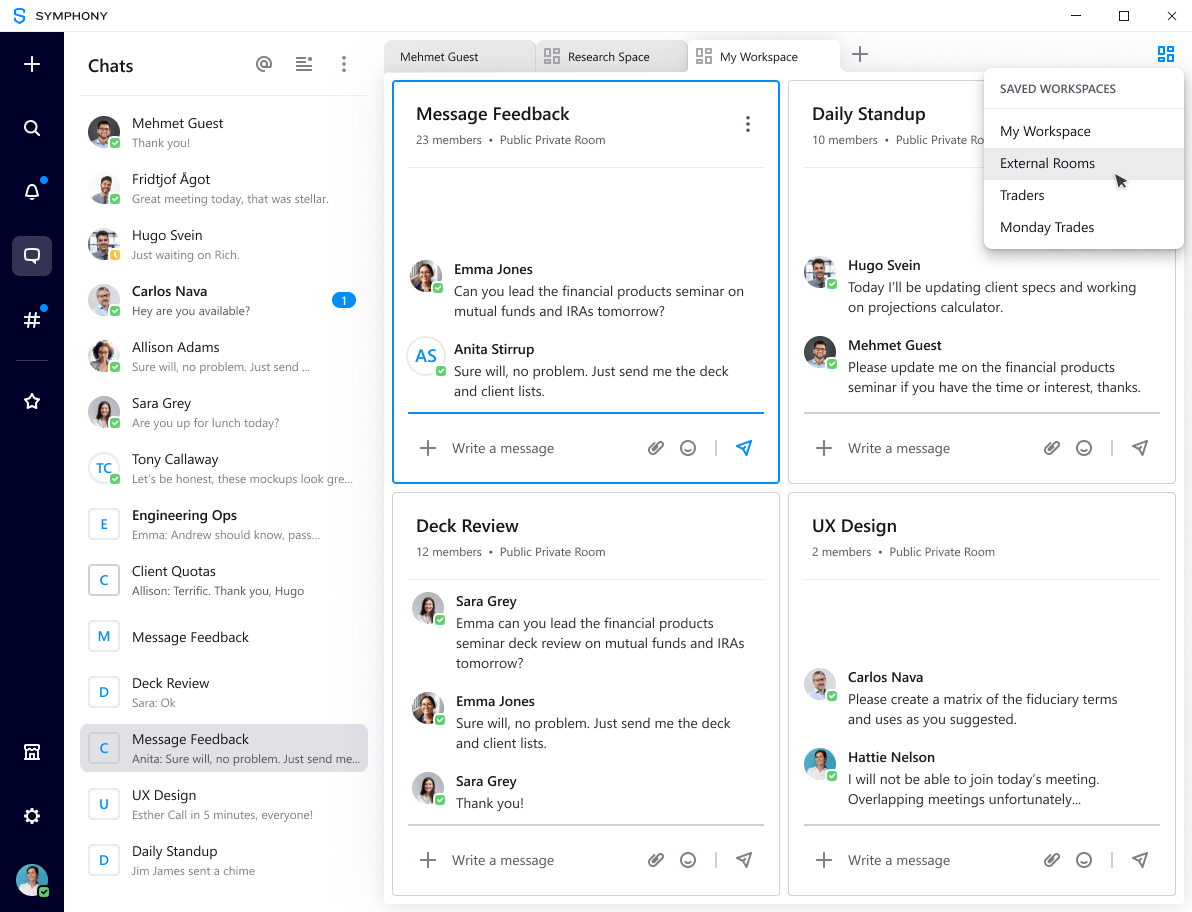 SYMPHONY
Chats
Mehmet Guest
Thank you!
Fridtjof Ågot
Great meeting today, that was stellar.
Hugo Svein
Just waiting on Rich.
Carlos Nava
Hey are you available?
1
Allison Adams
Sure will, no problem. Just send ...
Sara Grey
Are you up for lunch today?
TC
Tony Callaway
Let's be honest, these mockups look gre...
E
Engineering Ops
Emma: Andrew should know, pass...
C
Client Quotas
Allison: Terrific. Thank you, Hugo
M
Message Feedback
D
Deck Review
Sara: Ok
C
Message Feedback
Anita: Sure will, no problem. Just send me...
U
UX Design
Esther Call in 5 minutes, everyone!
D
Daily Standup
Jim James sent a chime
Mehmet Guest
Research Space
My Workspace
Message Feedback
23 members • Public Private Room
Emma Jones
Can you lead the financial products seminar on
mutual funds and IRAs tomorrow?
AS
Anita Stirrup
Sure will, no problem. Just send me the deck
and client lists.
Write a message
Daily Standup
10 members • Public Private Ro
SAVED WORKSPACES
My Workspace
External Rooms
Traders
Monday Trades
Hugo Svein
Today I'll be updating client specs and working
on projections calculator.
Mehmet Guest
Please update me on the financial products
seminar if you have the time or interest, thanks.
Write a message
Deck Review
12 members • Public Private Room
Sara Grey
Emma can you lead the financial products
seminar deck review on mutual funds and IRAs
tomorrow?
Emma Jones
Sure will, no problem. Just send me the deck
and client lists.
Sara Grey
Thank you!
Write a message
UX Design
2 members • Public Private Room
Carlos Nava
Please create a matrix of the fiduciary terms
and uses as you suggested.
Hattie Nelson
I will not be able to join today's meeting.
Overlapping meetings unfortunately...
Write a message